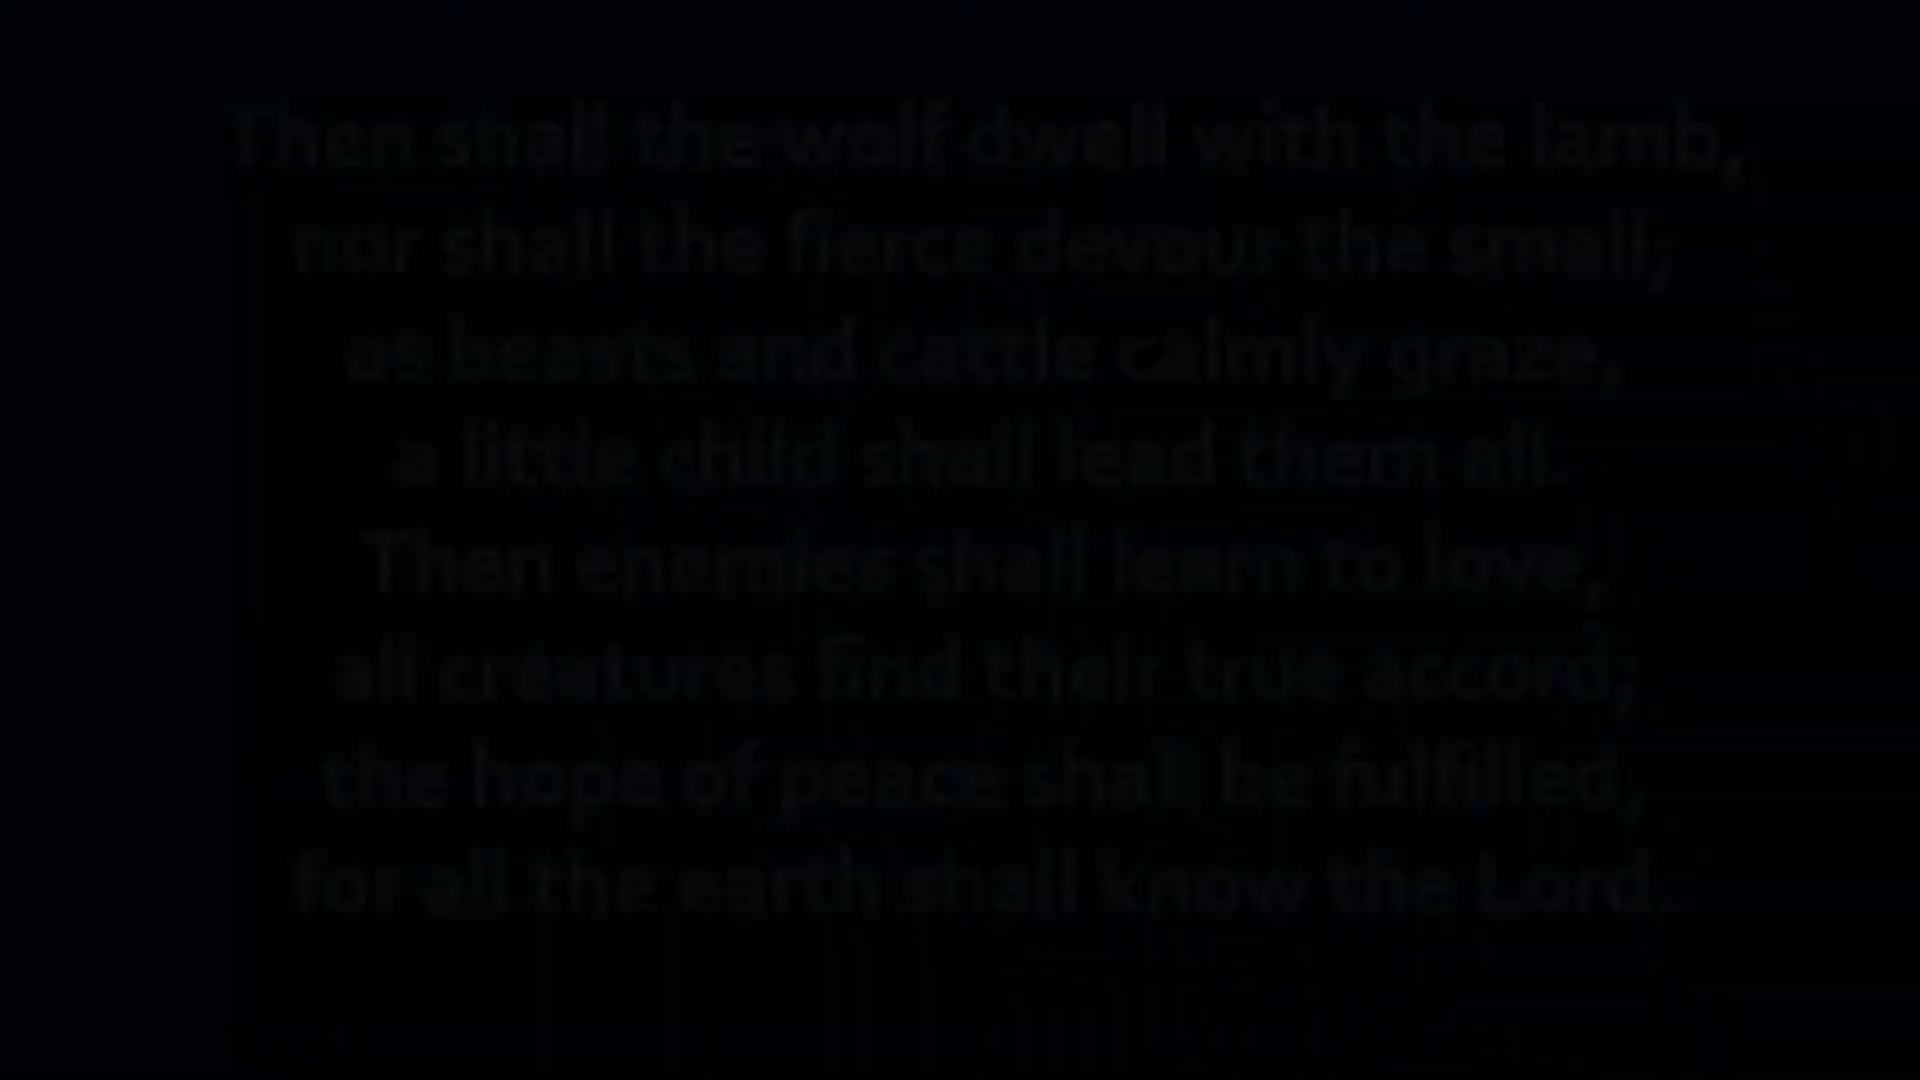 Then shall the wolf dwell with the lamb,
nor shall the fierce devour the small;
as beasts and cattle calmly graze,
a little child shall lead them all.
Then enemies shall learn to love,
all creatures find their true accord;
the hope of peace shall be fulfilled,
for all the earth shall know the Lord.